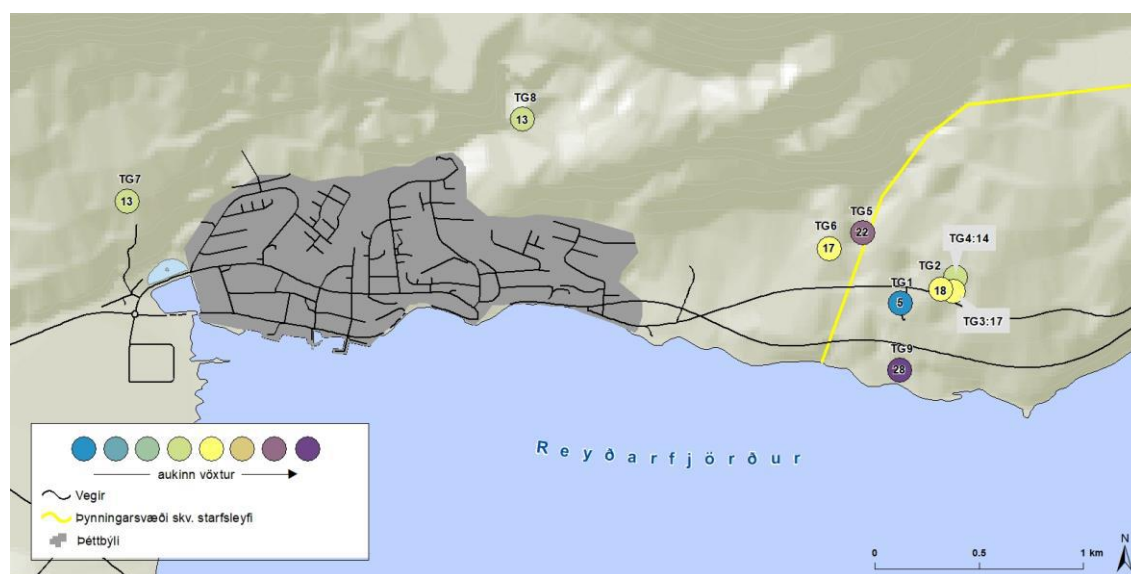 TG8
13
TG7
13
TG5
22
TG6
17
TG4:14
TG2
18
TG1
5
TG3:17
TG9
28
Reyðarfjörður
aukinn vöxtur
Vegir
Þynningarsvæði skv. starfsleyfi
Þéttbýli
0 0.5 1 km
N